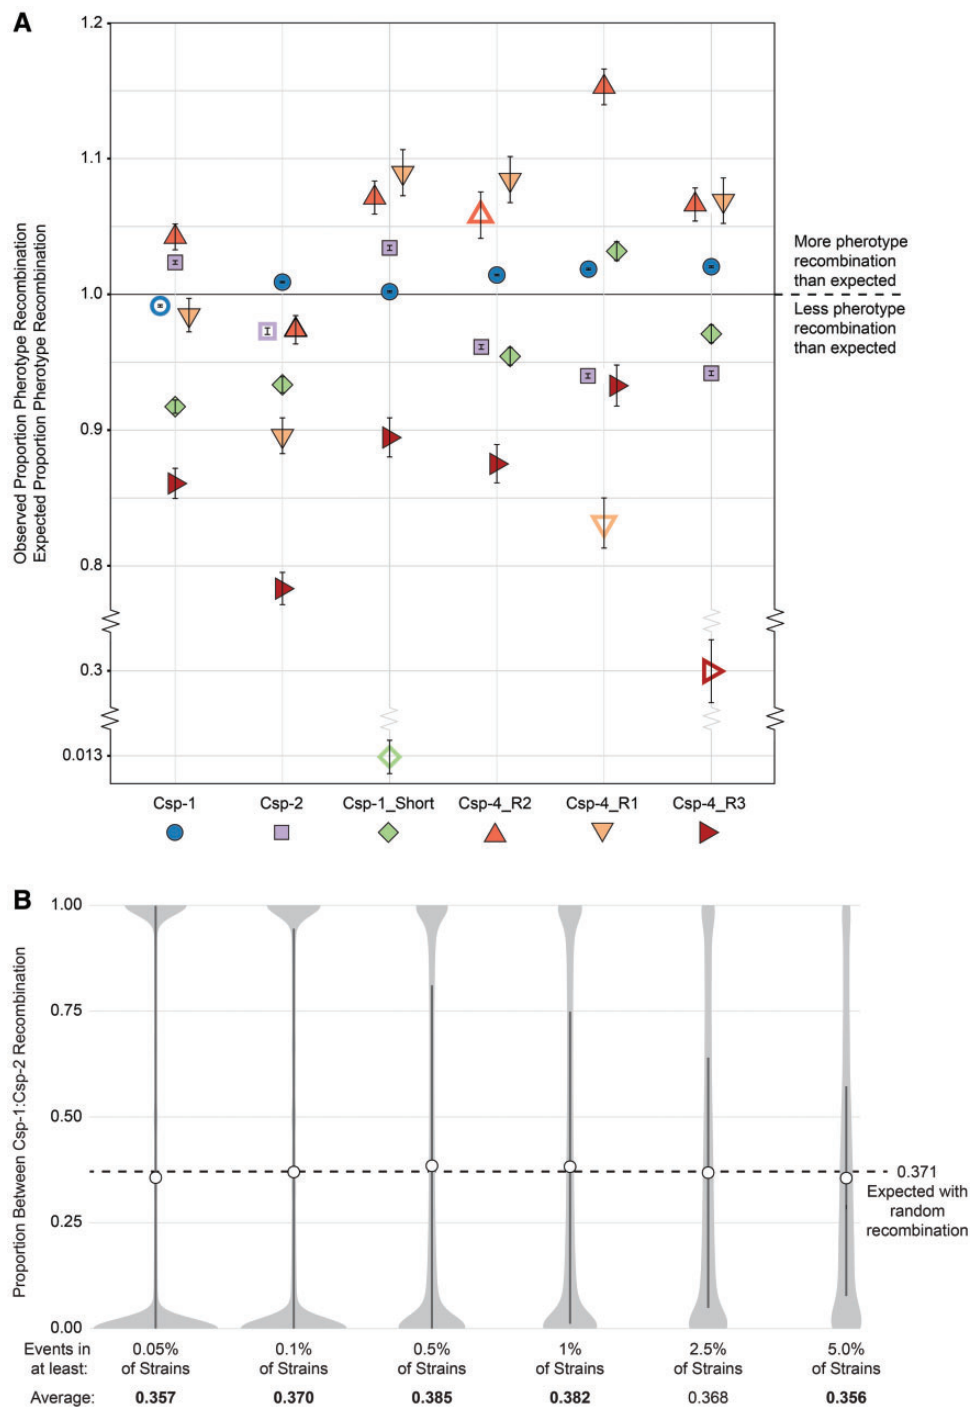 A
Observed Proportion Pherotype Recombination
Expected Proportion Pherotype Recombination
1.2
1.1
1.0
0.9
0.8
0.3
0.013
More pherotype
recombination
than expected
Less pherotype
recombination
than expected
Csp-1 Csp-2 Csp-1_Short Csp-4_R2 Csp-4_R1 Csp-4_R3
B
Proportion Between Csp-1:Csp-2 Recombination
1.00
0.75
0.50
0.25
0.00
0.371
Expected with
random
recombination
Events in 0.05% 0.1% 0.5% 1% 2.5% 5.0%
at least: of Strains of Strains of Strains of Strains of Strains of Strains
Average: 0.357 0.370 0.385 0.382 0.368 0.356